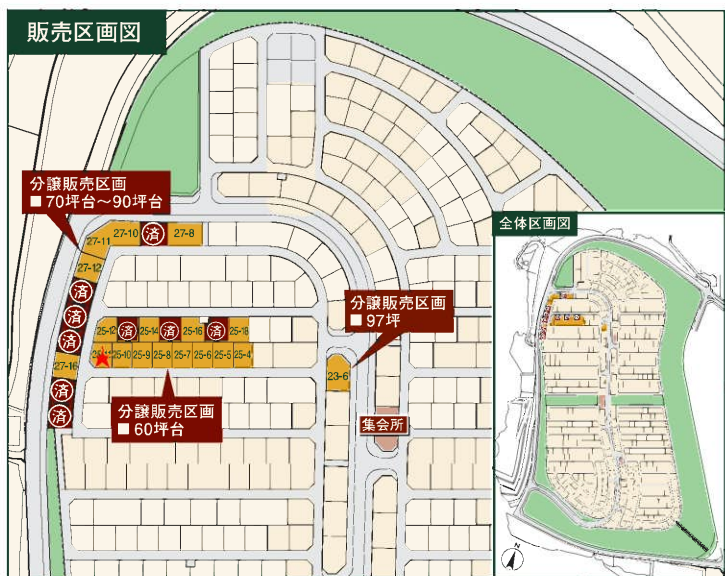 販売区画図
分譲販売区画
■ 70坪台～90坪台
27-11
27-10
済
27-8
27-12
済
済
済
27-16
済
済
25-12
済
25-14
済
25-16
済
25-18
25-10
25-9
25-8
25-7
25-6
25-5
25-4
分譲販売区画
■ 60坪台
分譲販売区画
■ 97坪
23-6
集会所
全体区画図
N